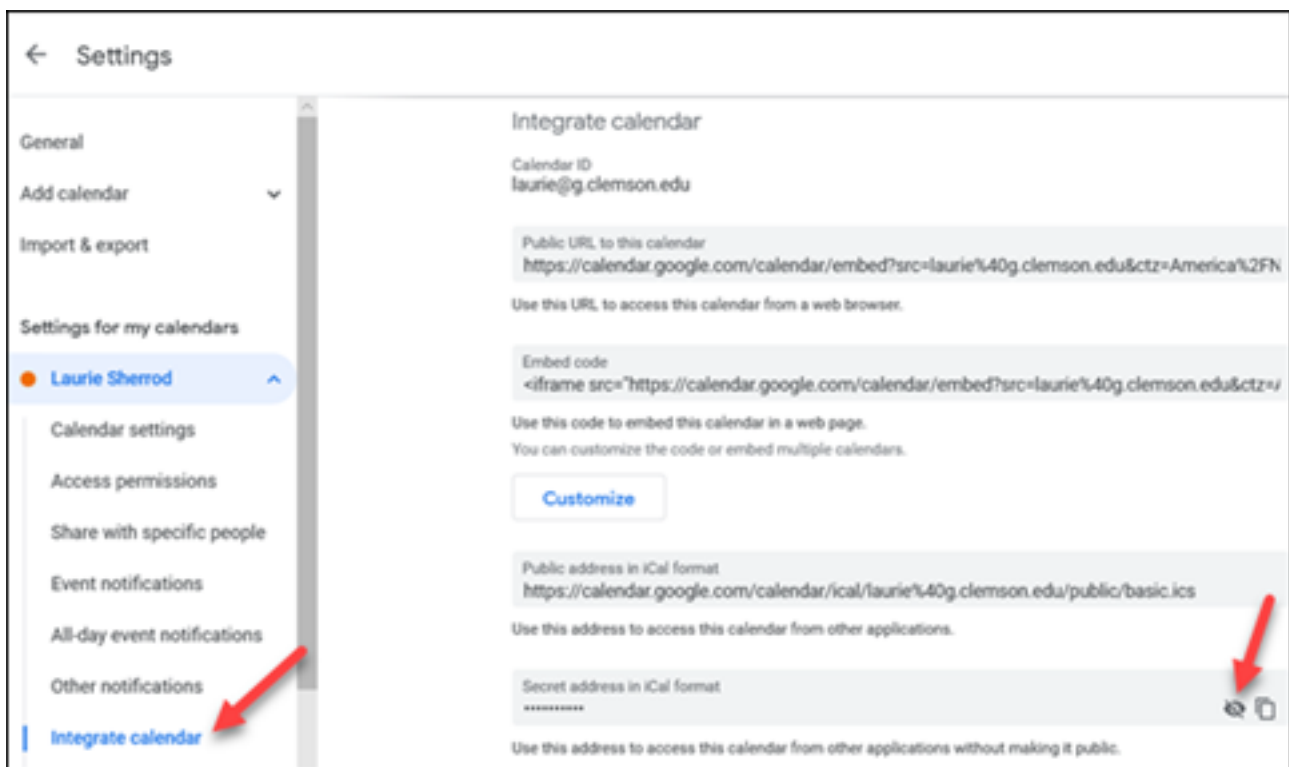 Settings
General
Add calendar
Import & export
Settings for my calendars
Laurie Sherrod
Calendar settings
Access permissions
Share with specific people
Event notifications
All-day event notifications
Other notifications
Integrate calendar
Integrate calendar
Calendar ID
laurie@g.clemson.edu
Public URL to this calendar
https://calendar.google.com/calendar/embed?src=laurie%40g.clemson.edu&ctz=America%2FN
Use this URL to access this calendar from a web browser.
Embed code
<iframe src="https://calendar.google.com/calendar/embed?src=laurie%40g.clemson.edu&ctz=A
Use this code to embed this calendar in a web page.
You can customize the code or embed multiple calendars.
Customize
Public address in iCal format
https://calendar.google.com/calendar/ical/laurie%40g.clemson.edu/public/basic.ics
Use this address to access this calendar from other applications.
Secret address in iCal format
•••••••••••
Use this address to access this calendar from other applications without making it public.